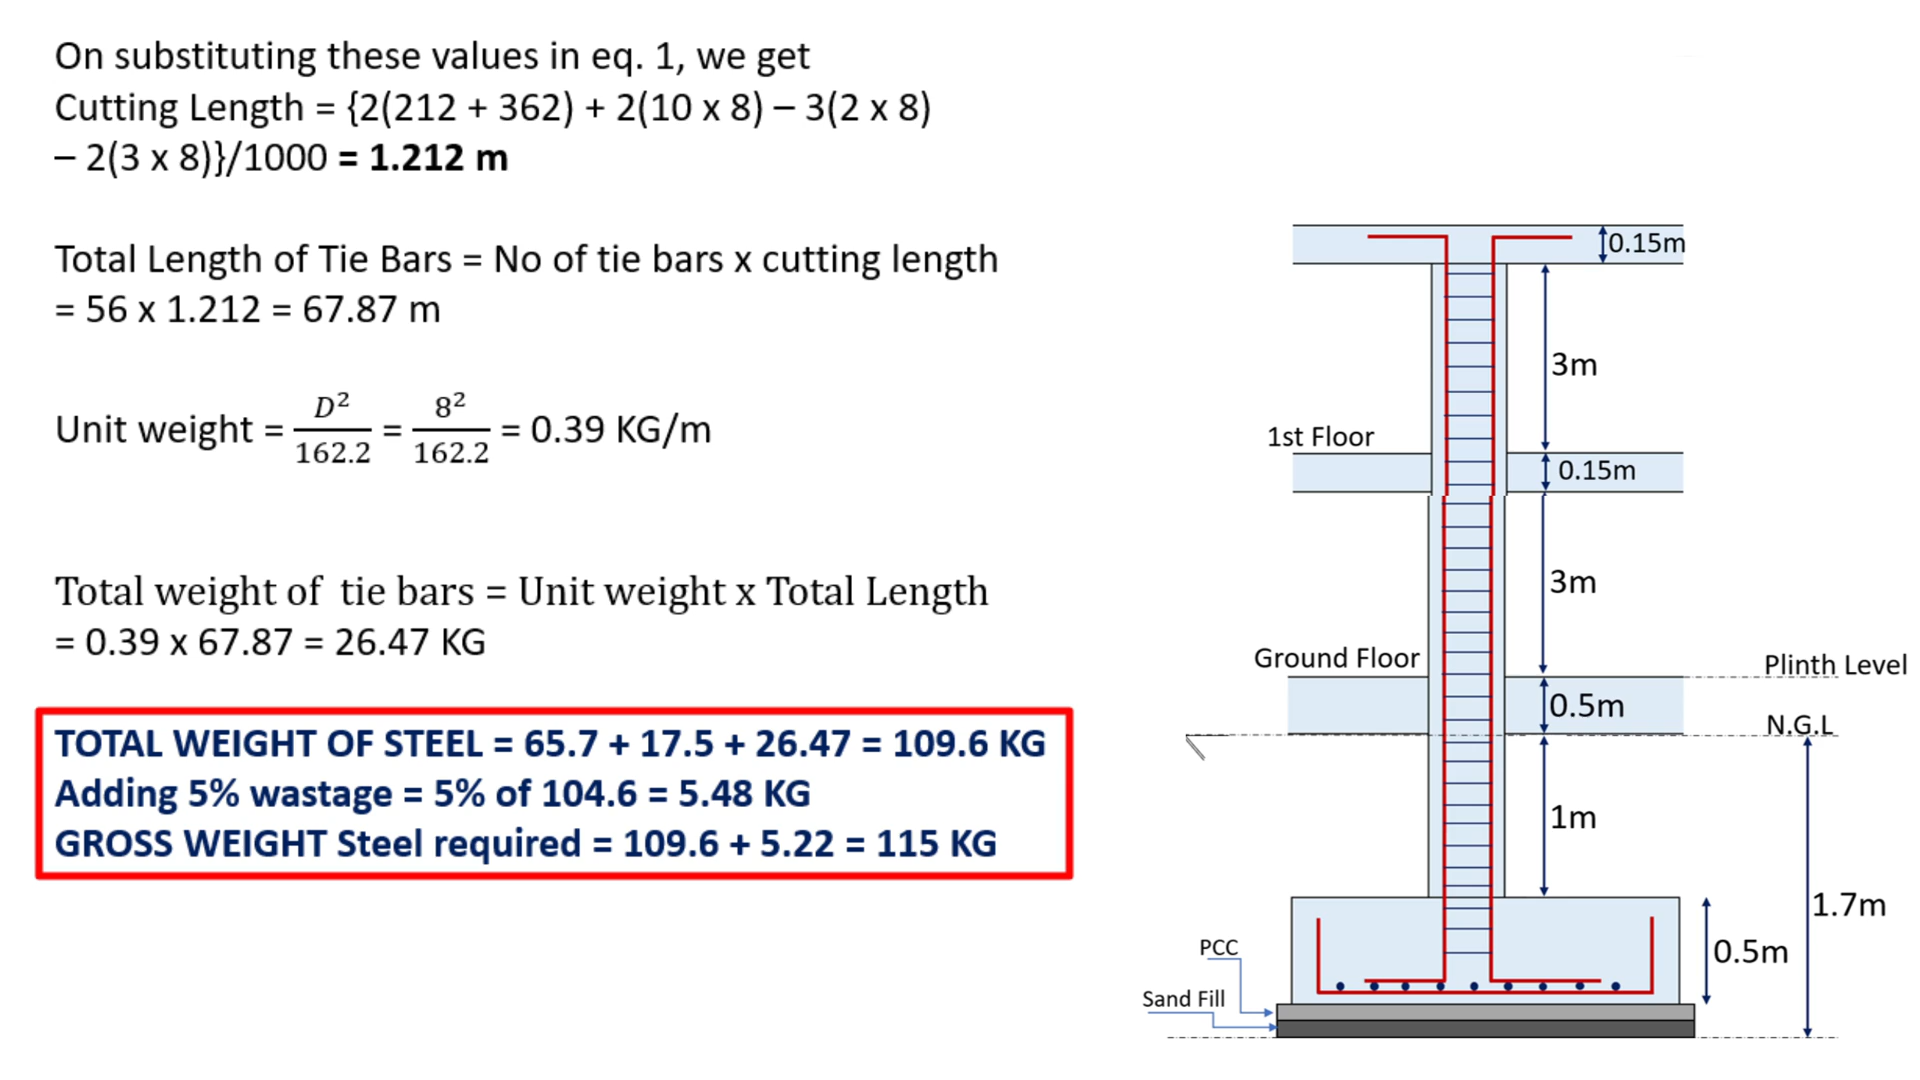 On substituting these values in eq. 1, we get
Cutting Length = {2(212 + 362) + 2(10 x 8) – 3(2 x 8)
– 2(3 x 8)}/1000 = 1.212 m
Total Length of Tie Bars = No of tie bars x cutting length
= 56 x 1.212 = 67.87 m
Unit weight = D²/162.2 = 8²/162.2 = 0.39 KG/m
Total weight of tie bars = Unit weight x Total Length
= 0.39 x 67.87 = 26.47 KG
TOTAL WEIGHT OF STEEL = 65.7 + 17.5 + 26.47 = 109.6 KG
Adding 5% wastage = 5% of 104.6 = 5.48 KG
GROSS WEIGHT Steel required = 109.6 + 5.22 = 115 KG
0.15m
3m
1st Floor
0.15m
3m
Ground Floor
Plinth Level
0.5m
N.G.L
1m
1.7m
PCC
0.5m
Sand Fill